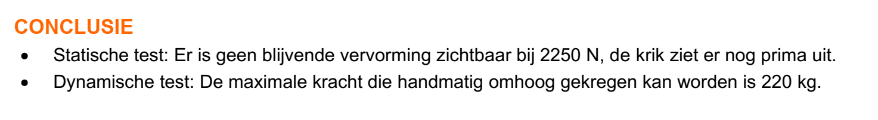 CONCLUSIE
• Statische test: Er is geen blijvende vervorming zichtbaar bij 2250 N, de krik ziet er nog prima uit.
• Dynamische test: De maximale kracht die handmatig omhoog gekregen kan worden is 220 kg.